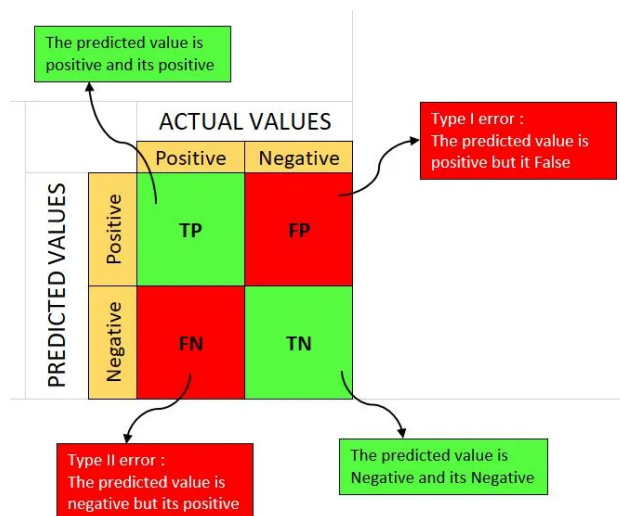 The predicted value is
positive and its positive
ACTUAL VALUES
Type I error :
The predicted value is
positive but it False
Positive
Negative
PREDICTED VALUES
Positive
TP
FP
Negative
FN
TN
Type II error :
The predicted value is
negative but its positive
The predicted value is
Negative and its Negative